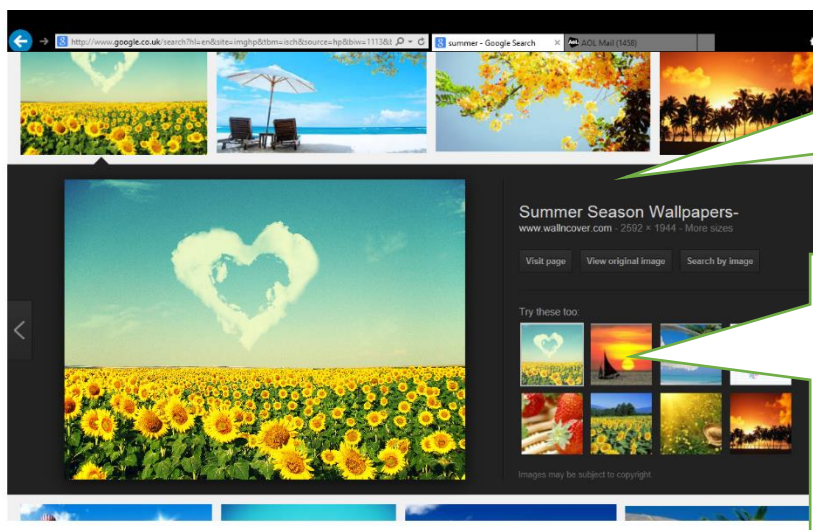 http://www.google.co.uk/search?hl=en&site=imghp&tbm=isch&source=hp&biw=1113&
summer - Google Search
AOL Mail (1456)
Summer Season Wallpapers-
www.wallncover.com - 2592 × 1944 - More sizes
Visit page
View original image
Search by image
Try these too:
Images may be subject to copyright.